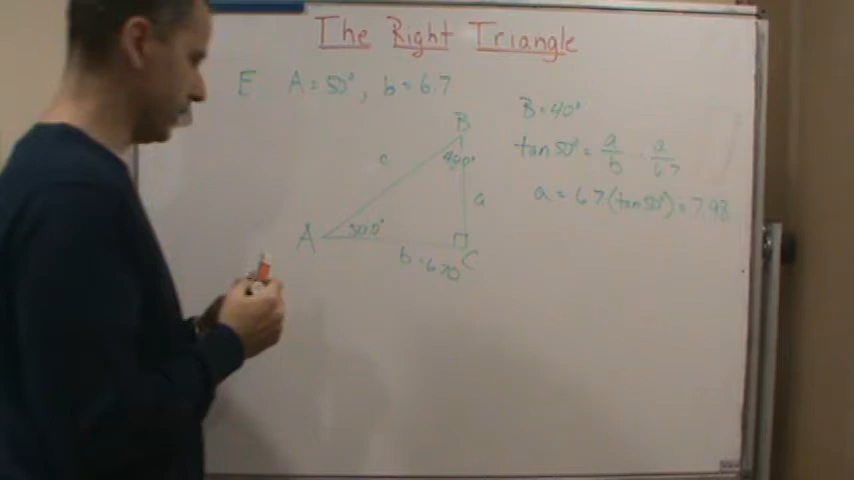 The Right Triangle
E A = 50°, b = 6.7
B = 40°
tan 50° = a/b = a/6.7
a = 6.7(tan 50°) = 7.98
B
40.0°
c
a
A
50.0°
C
b = 6.70